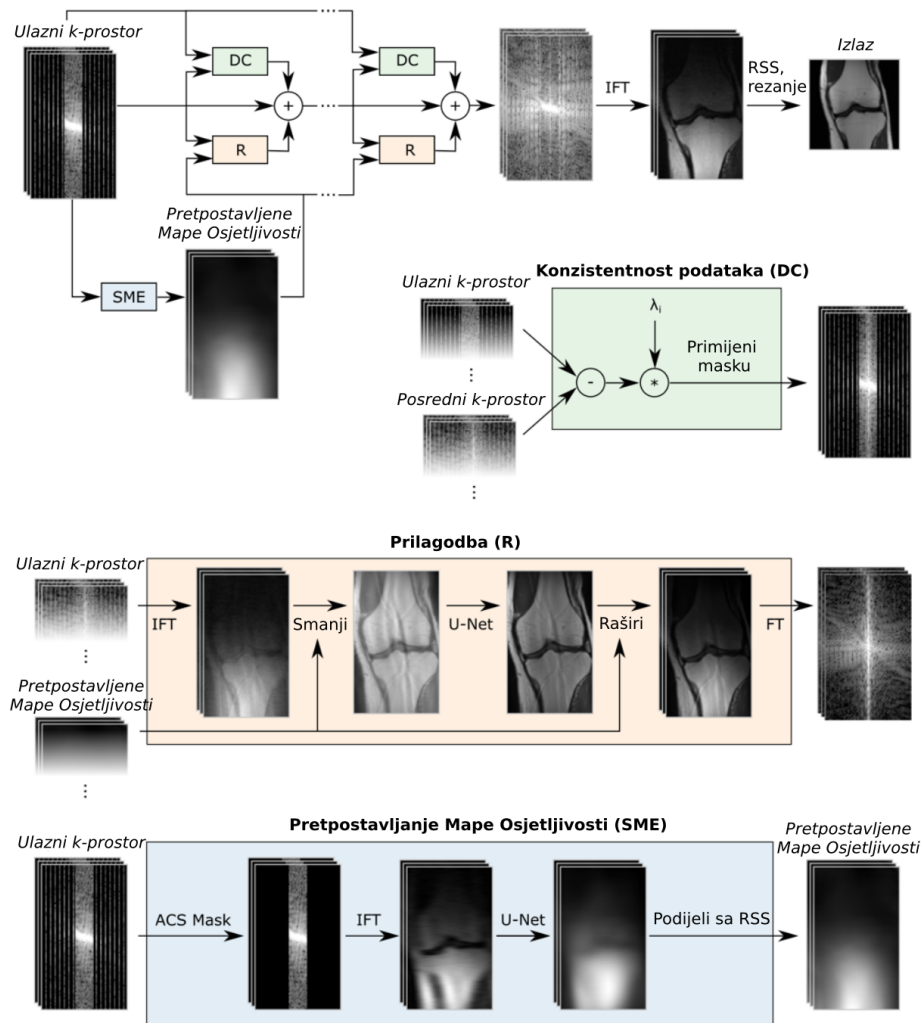 Ulazni k-prostor
DC
DC
IFT
RSS,
rezanje
Izlaz
+
+
R
R
Pretpostavljene
Mape Osjetljivosti
SME
Konzistentnost podataka (DC)
Ulazni k-prostor
λi
Primijeni
masku
-
*
Posredni k-prostor
Prilagodba (R)
Ulazni k-prostor
IFT
Smanji
U-Net
Raširi
FT
Pretpostavljene
Mape Osjetljivosti
Pretpostavljanje Mape Osjetljivosti (SME)
Ulazni k-prostor
Pretpostavljene
Mape Osjetljivosti
ACS Mask
IFT
U-Net
Podijeli sa RSS